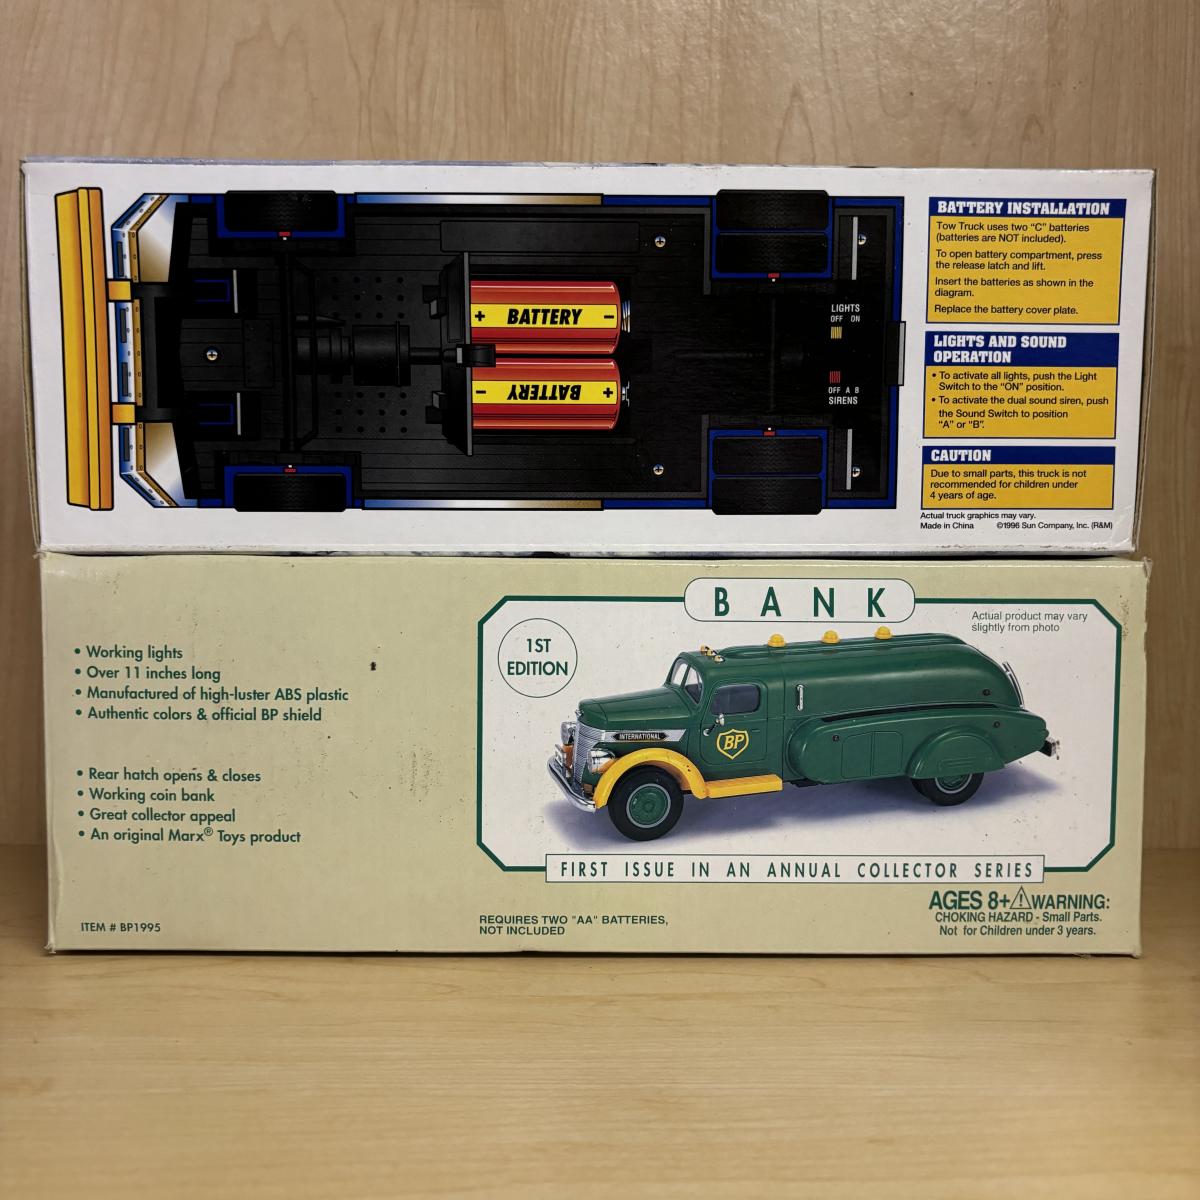 BATTERY INSTALLATION
Tow Truck uses two "C" batteries
(batteries are NOT included).
To open battery compartment, press
the release latch and lift.
Insert the batteries as shown in the
diagram.
Replace the battery cover plate.
LIGHTS AND SOUND
OPERATION
• To activate all lights, push the Light
Switch to the "ON" position.
• To activate the dual sound siren, push
the Sound Switch to position
"A" or "B".
CAUTION
Due to small parts, this truck is not
recommended for children under
4 years of age.
Actual truck graphics may vary.
Made in China ©1996 Sun Company, Inc. (R&M)
+ BATTERY −
− BATTERY +
LIGHTS
OFF ON
OFF A B
SIRENS
• Working lights
• Over 11 inches long
• Manufactured of high-luster ABS plastic
• Authentic colors & official BP shield
• Rear hatch opens & closes
• Working coin bank
• Great collector appeal
• An original Marx® Toys product
ITEM # BP1995
BANK
1ST
EDITION
Actual product may vary
slightly from photo
INTERNATIONAL
BP
FIRST ISSUE IN AN ANNUAL COLLECTOR SERIES
REQUIRES TWO "AA" BATTERIES,
NOT INCLUDED
AGES 8+ ⚠WARNING:
CHOKING HAZARD - Small Parts.
Not for Children under 3 years.